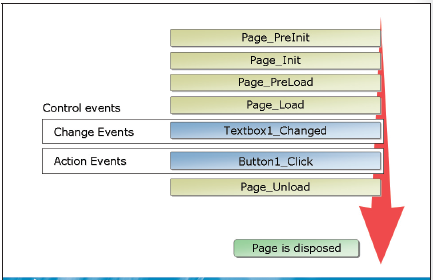 Page_PreInit
Page_Init
Page_PreLoad
Control events
Page_Load
Change Events
Textbox1_Changed
Action Events
Button1_Click
Page_Unload
Page is disposed